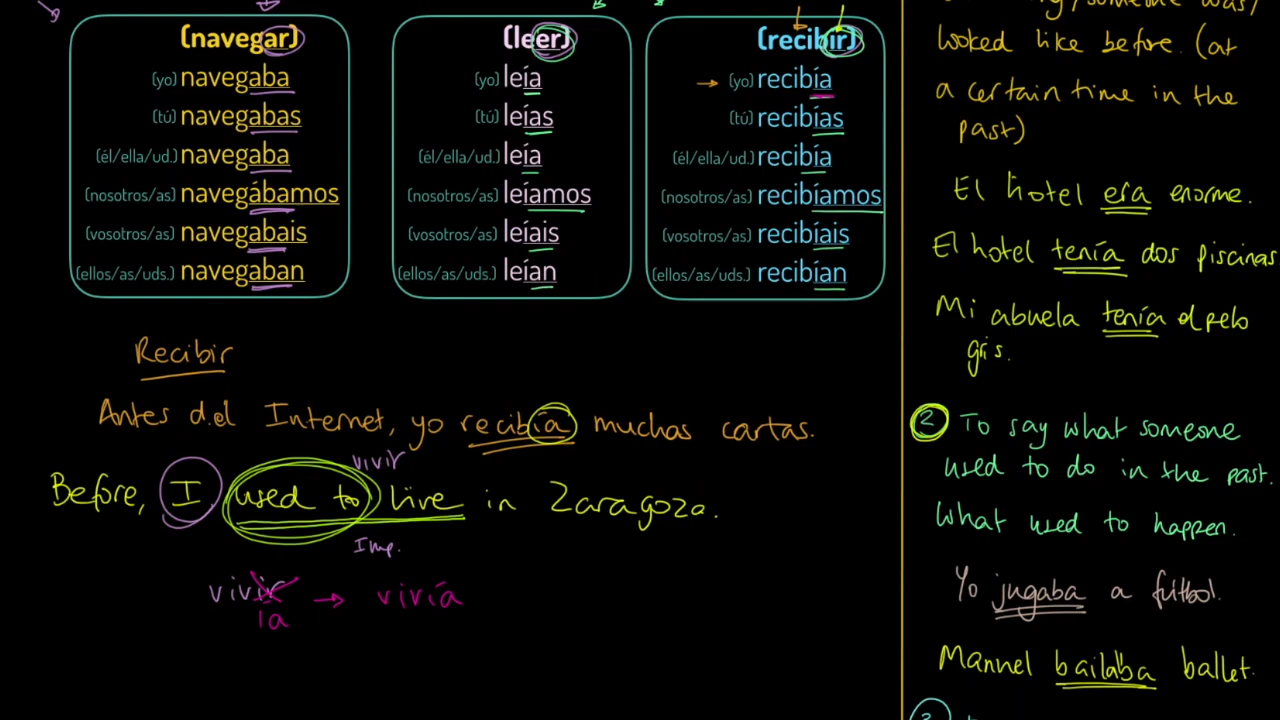 (navegar)
(yo) navegaba
(tú) navegabas
(él/ella/ud.) navegaba
(nosotros/as) navegábamos
(vosotros/as) navegabais
(ellos/as/uds.) navegaban
(leer)
(yo) leía
(tú) leías
(él/ella/ud.) leía
(nosotros/as) leíamos
(vosotros/as) leíais
(ellos/as/uds.) leían
(recibir)
→ (yo) recibía
(tú) recibías
(él/ella/ud.) recibía
(nosotros/as) recibíamos
(vosotros/as) recibíais
(ellos/as/uds.) recibían
Recibir
Antes del Internet, yo recibía muchas cartas.
vivir
Before, I used to live in Zaragoza.
Imp.
vivir → vivía
ía
was/
looked like before. (at
a certain time in the
past)
El hotel era enorme.
El hotel tenía dos piscinas
Mi abuela tenía el pelo
gris.
2 To say what someone
used to do in the past.
What used to happen.
Yo jugaba a fútbol.
Manuel bailaba ballet.